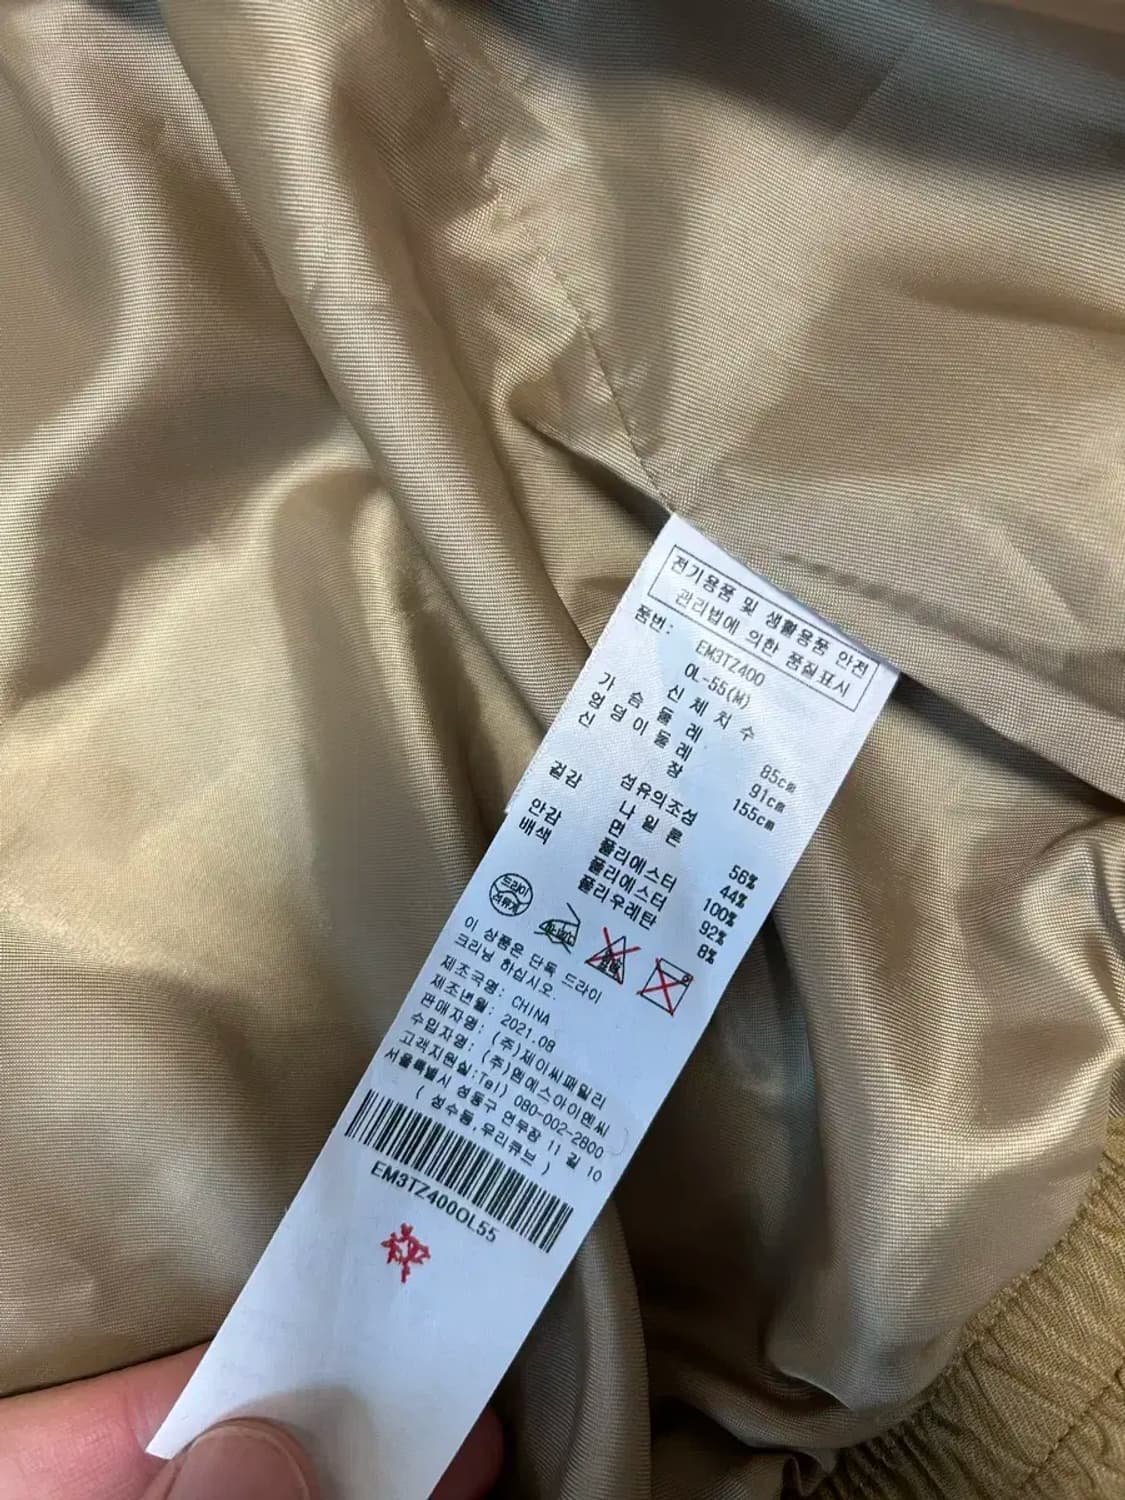 전기용품 및 생활용품 안전
관리법에 의한 품질표시
품번: EM3TZ400
OL-55(M)
신체치수
가슴둘레 85cm
엉덩이둘레 91cm
신장 155cm
섬유의조성
겉감 나일론 56%
면 44%
안감 폴리에스터 100%
배색 폴리에스터 92%
폴리우레탄 8%
드라이
석유계
이 상품은 단독 드라이
크리닝 하십시오.
제조국명: CHINA
제조년월: 2021.08
판매자명: (주)제이씨패밀리
수입자명: (주)엠에스아이엔씨
고객지원실:Tel) 080-002-2800
서울특별시 성동구 연무장 11 길 10
( 성수동,우리큐브 )
EM3TZ400OL55